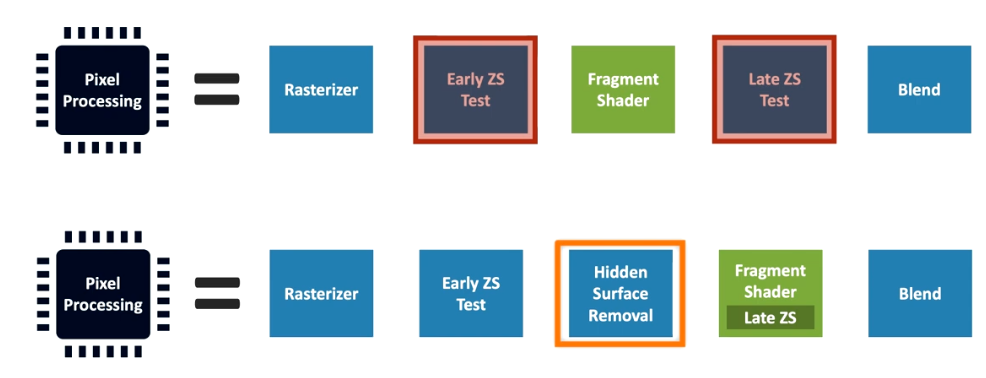 Pixel
Processing
Rasterizer
Early ZS
Test
Fragment
Shader
Late ZS
Test
Blend
Pixel
Processing
Rasterizer
Early ZS
Test
Hidden
Surface
Removal
Fragment
Shader
Late ZS
Blend